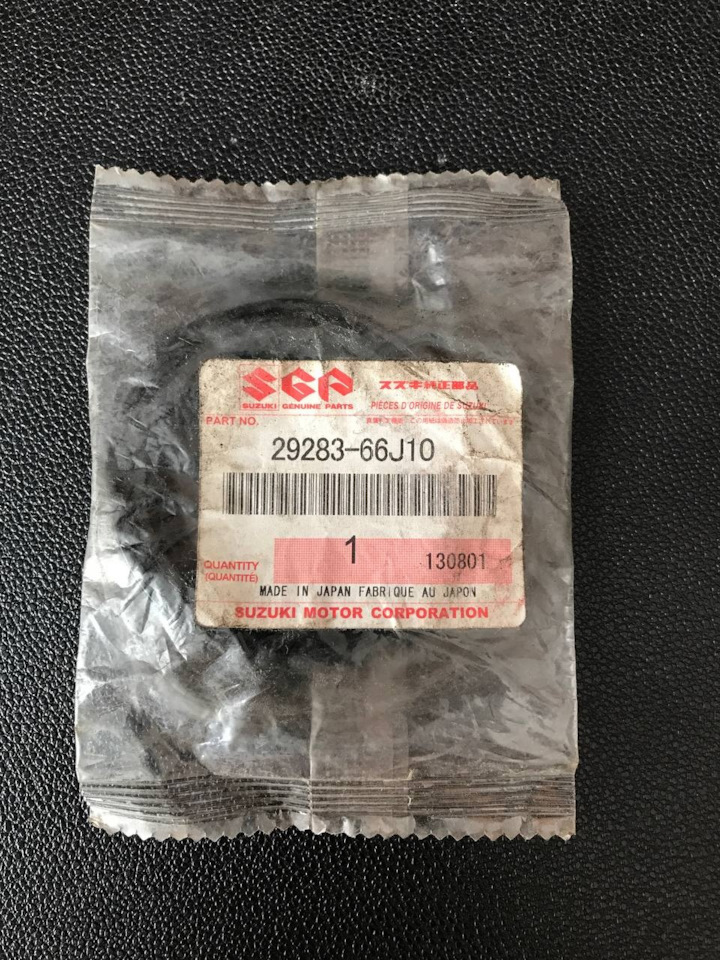 SGP
SUZUKI GENUINE PARTS
スズキ純正部品
PIÈCES D'ORIGINE DE SUZUKI
PART NO.
29283-66J10
QUANTITY
(QUANTITÉ)
1
130801
MADE IN JAPAN FABRIQUE AU JAPON
SUZUKI MOTOR CORPORATION